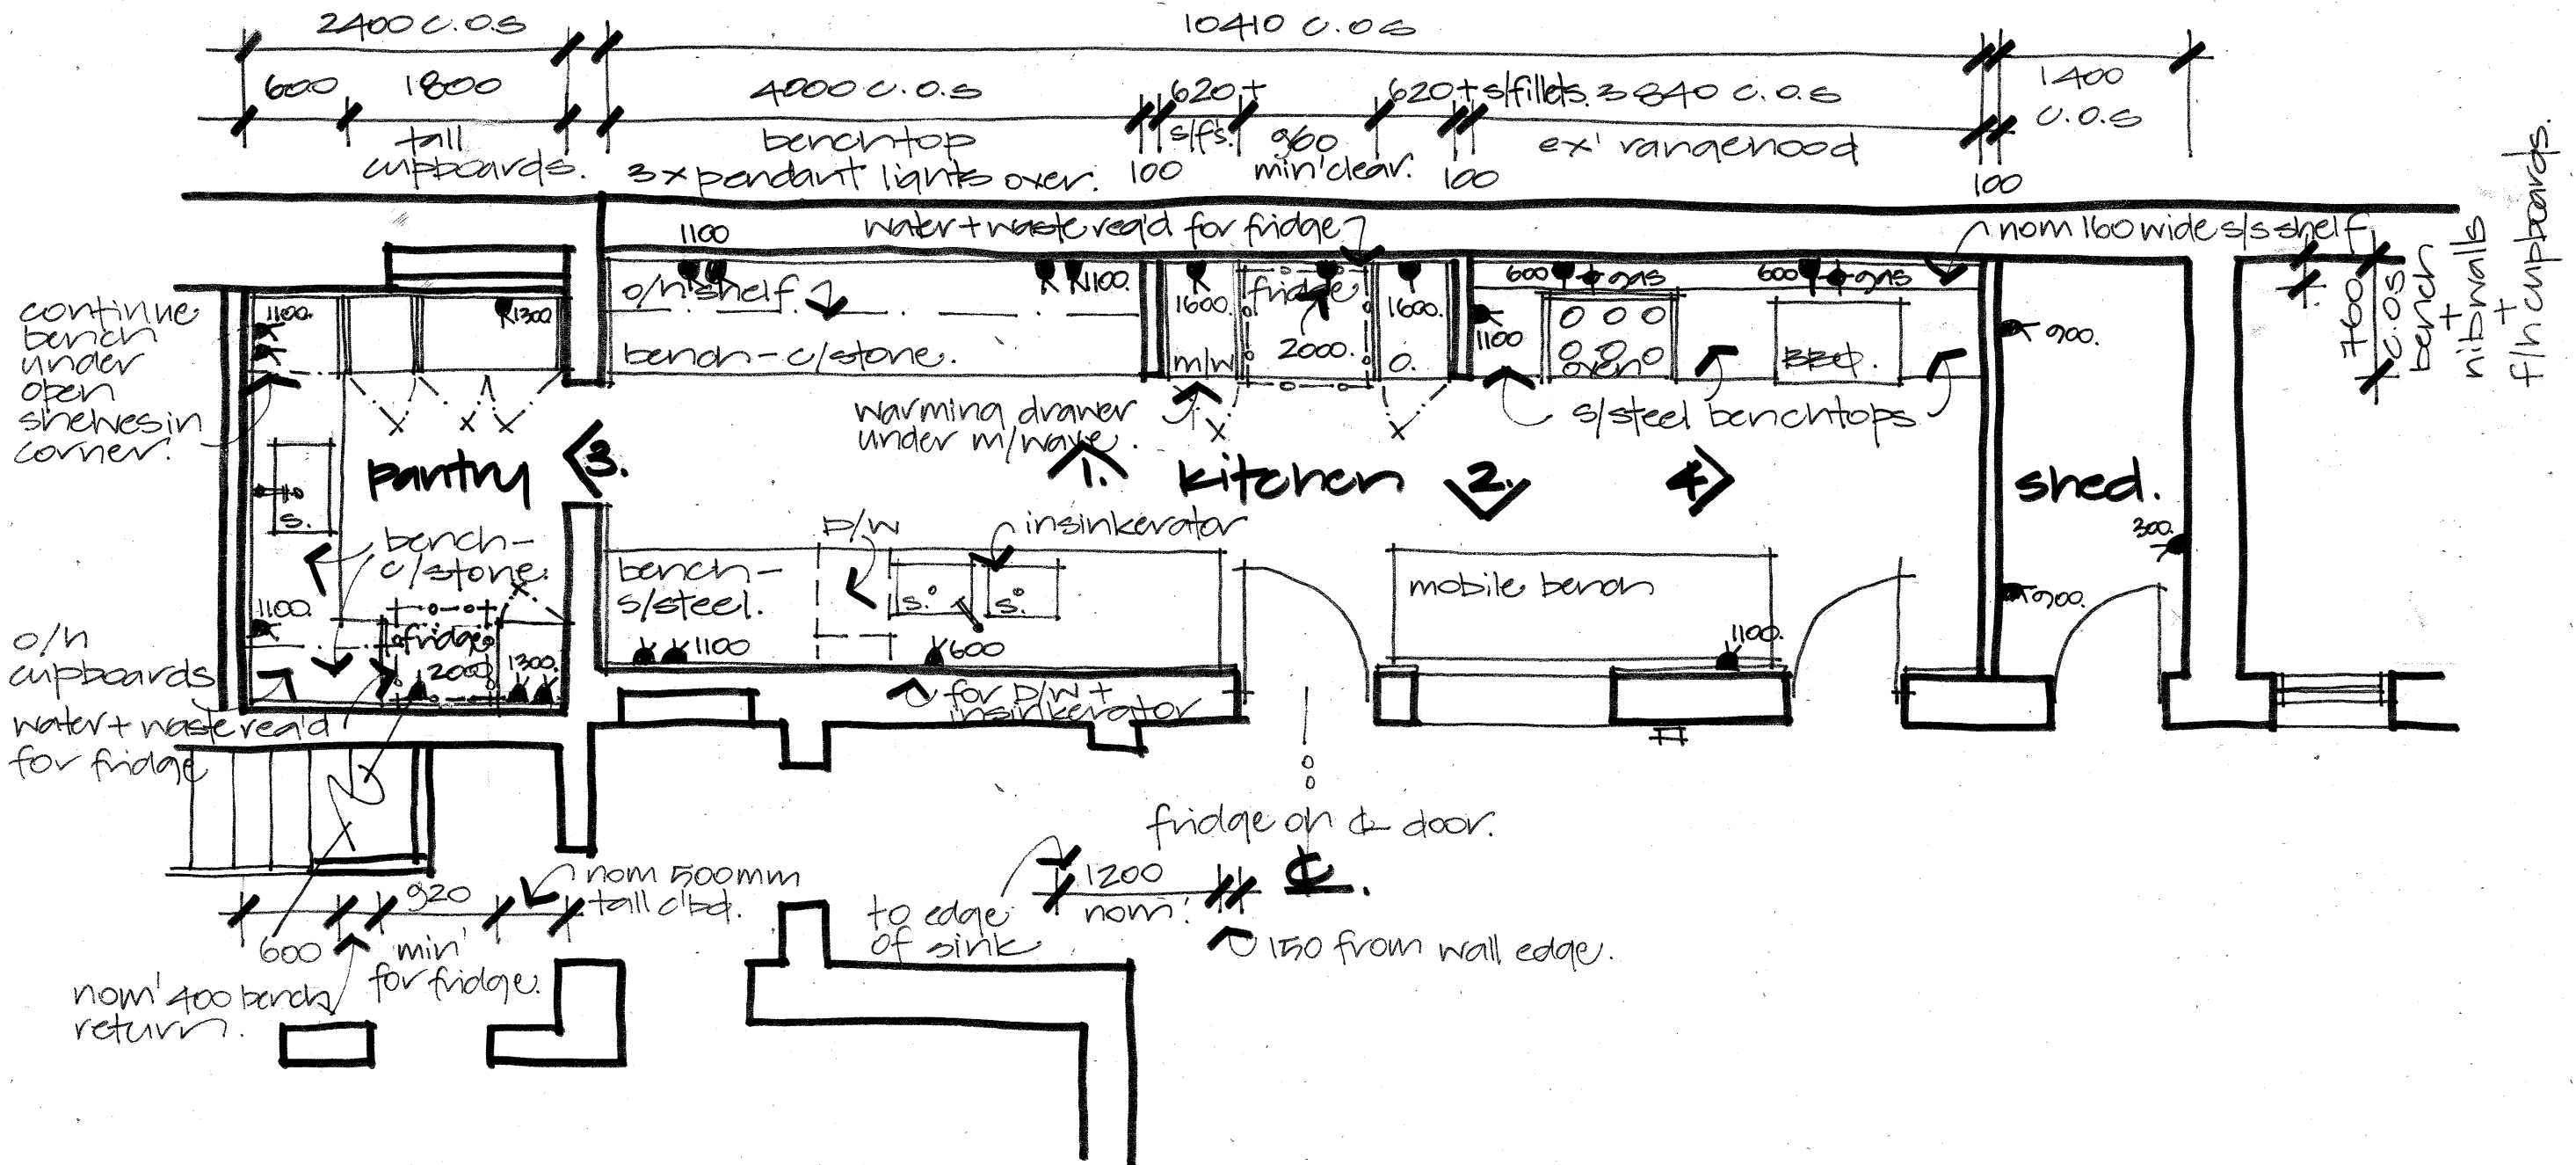 2400 c.o.s
10410 c.o.s
600
1800
4000 c.o.s
620+
s/f's.
960
min' clear.
620+s/fillets.
3840 c.o.s
1400
c.o.s
tall
cupboards.
benchtop
3x pendant lights over.
100
100
ex' rangehood
100
water + waste req'd for fridge
nom 160 wide s/s shelf
760
c.o.s
bench
+
nibwalls
+
f/h cupboards.
continue
bench
under
open
shelves in
corner.
1100.
1300
1100
o/h shelf
1100.
bench - c/stone.
1600.
m/w
fridge
2000.
1600.
o.
600
gas
600
gas
1100
oven
BBQ.
900.
warming drawer
under m/wave.
s/steel benchtops
pantry
3.
1.
kitchen
2.
4.
shed.
s.
bench -
c/stone.
D/W
insinkerator
300.
bench -
s/steel.
s.
s.
mobile bench
1100.
fridge
2000
1300.
1100
600
1100.
900.
o/h
cupboards
water + waste req'd
for fridge
for D/W +
insinkerator
fridge on ℄ door.
℄.
nom 500mm
tall c'bd.
920
min'
for fridge.
600
nom' 400 bench
return.
to edge
of sink
1200
nom'.
150 from wall edge.